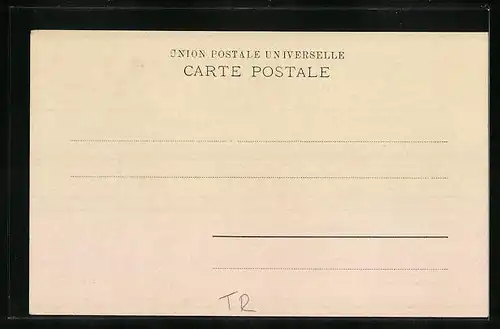 UNION POSTALE UNIVERSELLE
CARTE POSTALE
TR